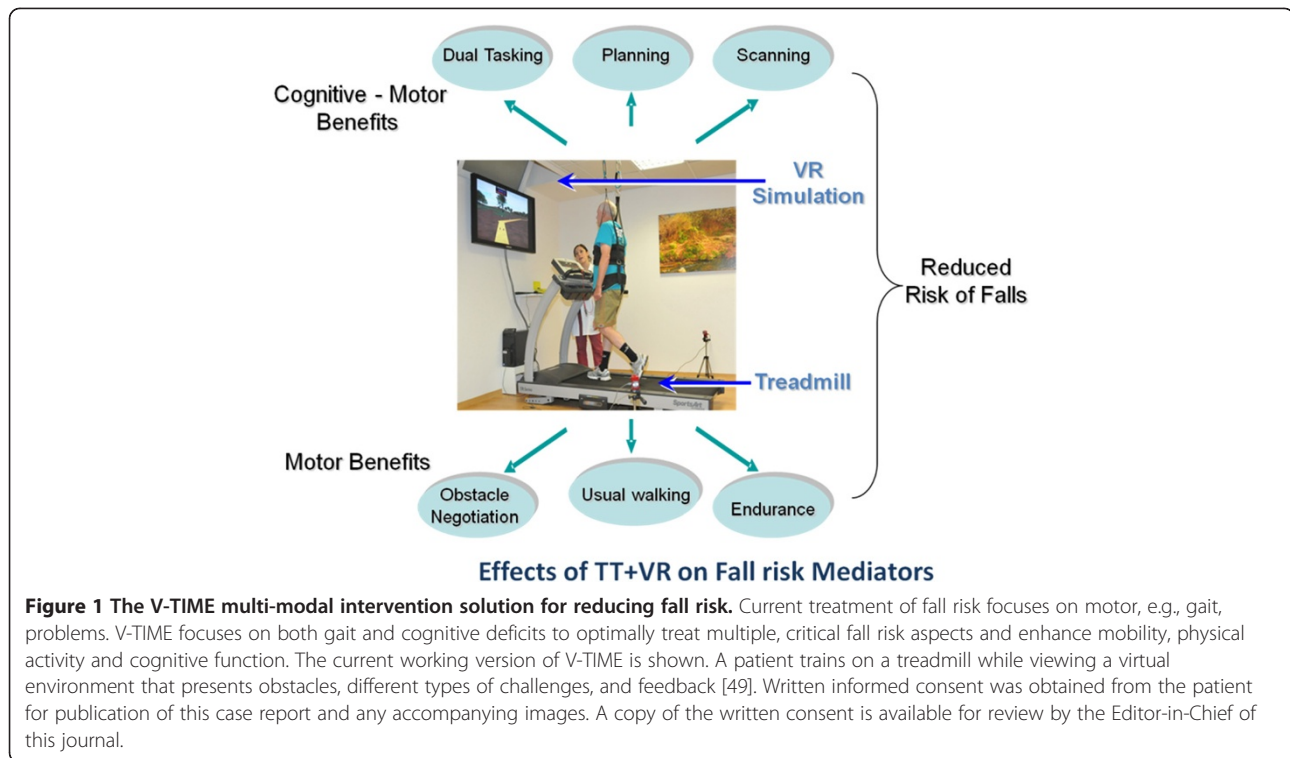 Dual Tasking
Planning
Scanning
Cognitive - Motor
Benefits
VR
Simulation
Reduced
Risk of Falls
Treadmill
SportsArt
Motor Benefits
Obstacle
Negotiation
Usual walking
Endurance
Effects of TT+VR on Fall risk Mediators
Figure 1 The V-TIME multi-modal intervention solution for reducing fall risk. Current treatment of fall risk focuses on motor, e.g., gait,
problems. V-TIME focuses on both gait and cognitive deficits to optimally treat multiple, critical fall risk aspects and enhance mobility, physical
activity and cognitive function. The current working version of V-TIME is shown. A patient trains on a treadmill while viewing a virtual
environment that presents obstacles, different types of challenges, and feedback [49]. Written informed consent was obtained from the patient
for publication of this case report and any accompanying images. A copy of the written consent is available for review by the Editor-in-Chief of
this journal.